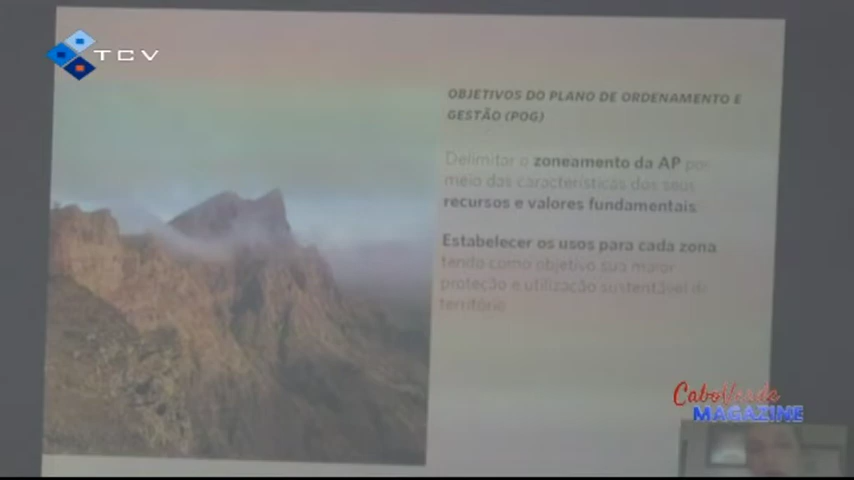 TCV
OBJETIVOS DO PLANO DE ORDENAMENTO E
GESTÃO (POG)
Delimitar o zoneamento da AP por
meio das características dos seus
recursos e valores fundamentais
Estabelecer os usos para cada zona
tendo como objetivo sua maior
proteção e utilização sustentável do
território
CaboVerde
MAGAZINE